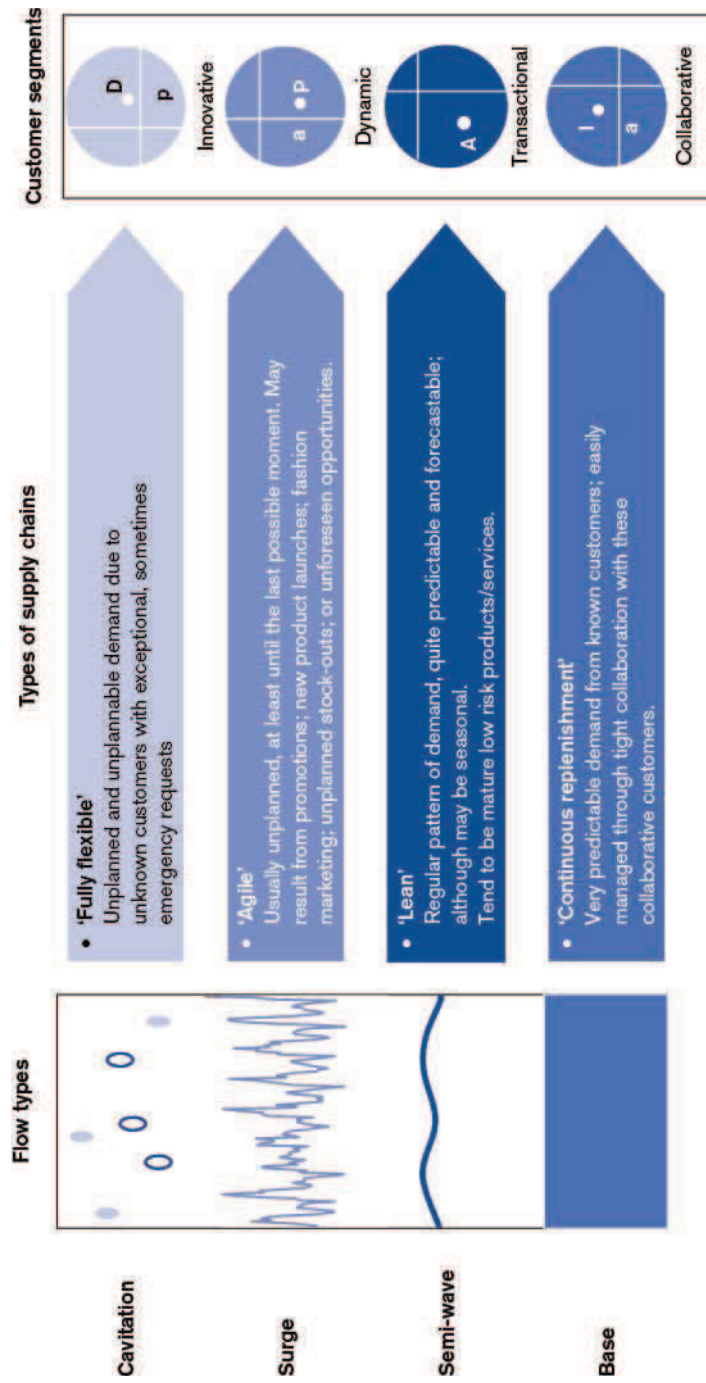 Flow types
Types of supply chains
Customer segments
Cavitation
• 'Fully flexible'
Unplanned and unplannable demand due to
unknown customers with exceptional, sometimes
emergency requests
D
p
Innovative
Surge
• 'Agile'
Usually unplanned, at least until the last possible moment. May
result from promotions; new product launches; fashion
marketing; unplanned stock-outs; or unforeseen opportunities.
a
P
Dynamic
Semi-wave
• 'Lean'
Regular pattern of demand, quite predictable and forecastable;
although may be seasonal.
Tend to be mature low risk products/services.
A
Transactional
Base
• 'Continuous replenishment'
Very predictable demand from known customers; easily
managed through tight collaboration with these
collaborative customers.
I
a
Collaborative